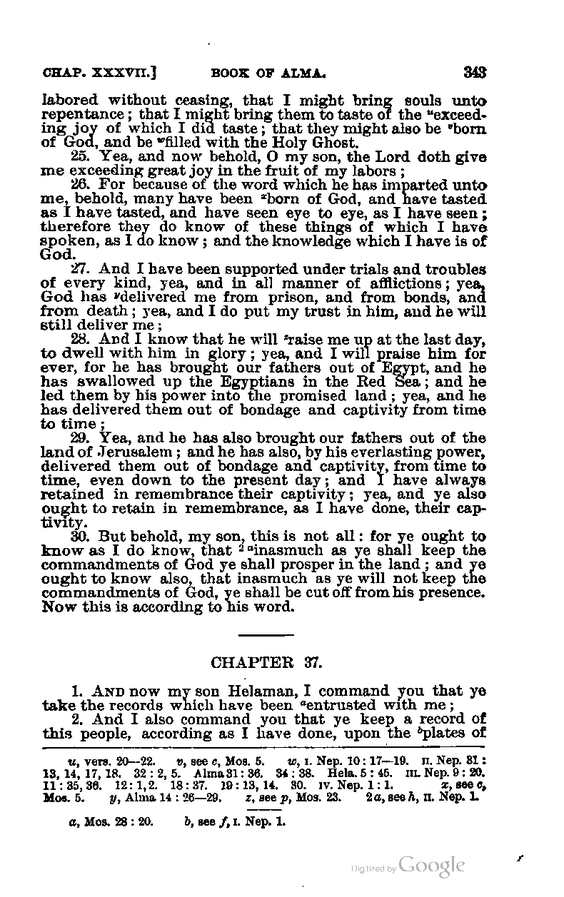 CHAP. XXXVII.] BOOK OF ALMA. 343
labored without ceasing, that I might bring souls unto
repentance; that I might bring them to taste of the ᵘexceed-
ing joy of which I did taste; that they might also be ᵛborn
of God, and be ʷfilled with the Holy Ghost.
25. Yea, and now behold, O my son, the Lord doth give
me exceeding great joy in the fruit of my labors;
26. For because of the word which he has imparted unto
me, behold, many have been ˣborn of God, and have tasted
as I have tasted, and have seen eye to eye, as I have seen;
therefore they do know of these things of which I have
spoken, as I do know; and the knowledge which I have is of
God.
27. And I have been supported under trials and troubles
of every kind, yea, and in all manner of afflictions; yea,
God has ʸdelivered me from prison, and from bonds, and
from death; yea, and I do put my trust in him, and he will
still deliver me;
28. And I know that he will ᶻraise me up at the last day,
to dwell with him in glory; yea, and I will praise him for
ever, for he has brought our fathers out of Egypt, and he
has swallowed up the Egyptians in the Red Sea; and he
led them by his power into the promised land; yea, and he
has delivered them out of bondage and captivity from time
to time;
29. Yea, and he has also brought our fathers out of the
land of Jerusalem; and he has also, by his everlasting power,
delivered them out of bondage and captivity, from time to
time, even down to the present day; and I have always
retained in remembrance their captivity; yea, and ye also
ought to retain in remembrance, as I have done, their cap-
tivity.
30. But behold, my son, this is not all: for ye ought to
know as I do know, that ²ᵃinasmuch as ye shall keep the
commandments of God ye shall prosper in the land; and ye
ought to know also, that inasmuch as ye will not keep the
commandments of God, ye shall be cut off from his presence.
Now this is according to his word.
CHAPTER 37.
1. AND now my son Helaman, I command you that ye
take the records which have been ᵃentrusted with me;
2. And I also command you that ye keep a record of
this people, according as I have done, upon the ᵇplates of
u, vers. 20—22. v, see c, Mos. 5. w, I. Nep. 10:17—19. II. Nep. 31:
13, 14, 17, 18. 32:2, 5. Alma 31:36. 34:38. Hela. 5:45. III. Nep. 9:20.
11:35, 36. 12:1, 2. 18:37. 19:13, 14. 30. IV. Nep. 1:1. x, see c,
Mos. 5. y, Alma 14:26—29. z, see p, Mos. 23. 2a, see h, II. Nep. 1.
a, Mos. 28:20. b, see f, I. Nep. 1.
Digitized by Google